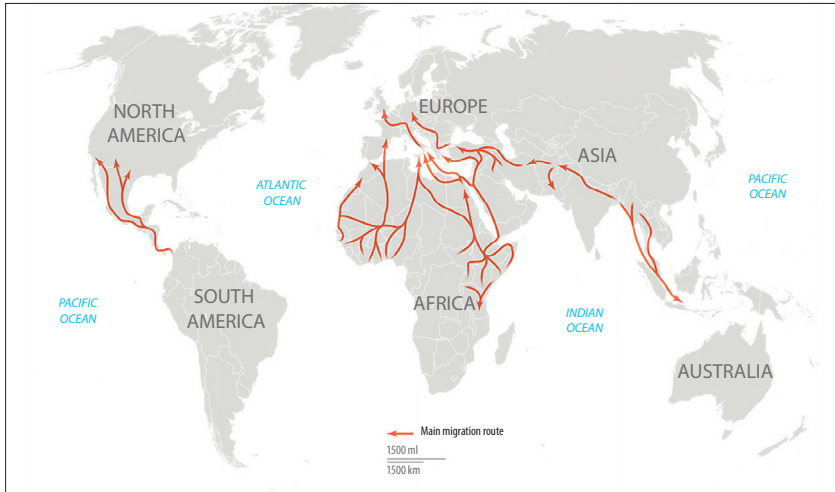 NORTH
AMERICA
EUROPE
ASIA
ATLANTIC
OCEAN
PACIFIC
OCEAN
PACIFIC
OCEAN
SOUTH
AMERICA
AFRICA
INDIAN
OCEAN
AUSTRALIA
Main migration route
1500 ml
1500 km